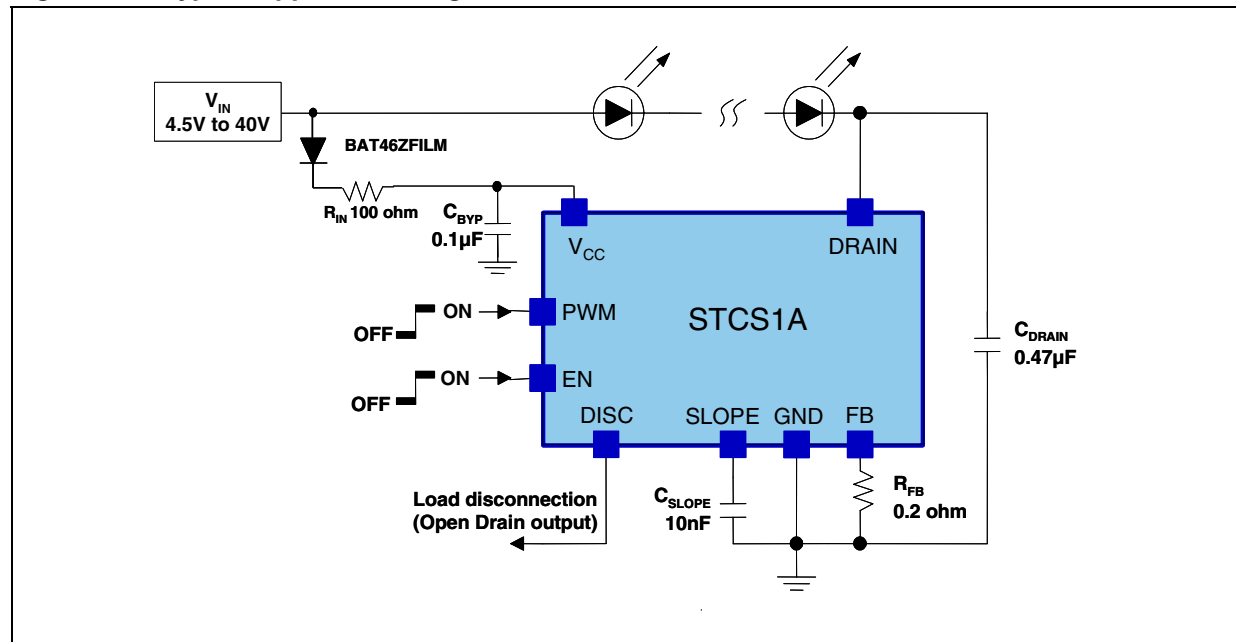 V_IN
4.5V to 40V
BAT46ZFILM
R_IN 100 ohm
C_BYP
0.1µF
V_CC
DRAIN
STCS1A
ON
OFF
PWM
ON
OFF
EN
DISC
SLOPE
GND
FB
C_DRAIN
0.47µF
Load disconnection
(Open Drain output)
C_SLOPE
10nF
R_FB
0.2 ohm